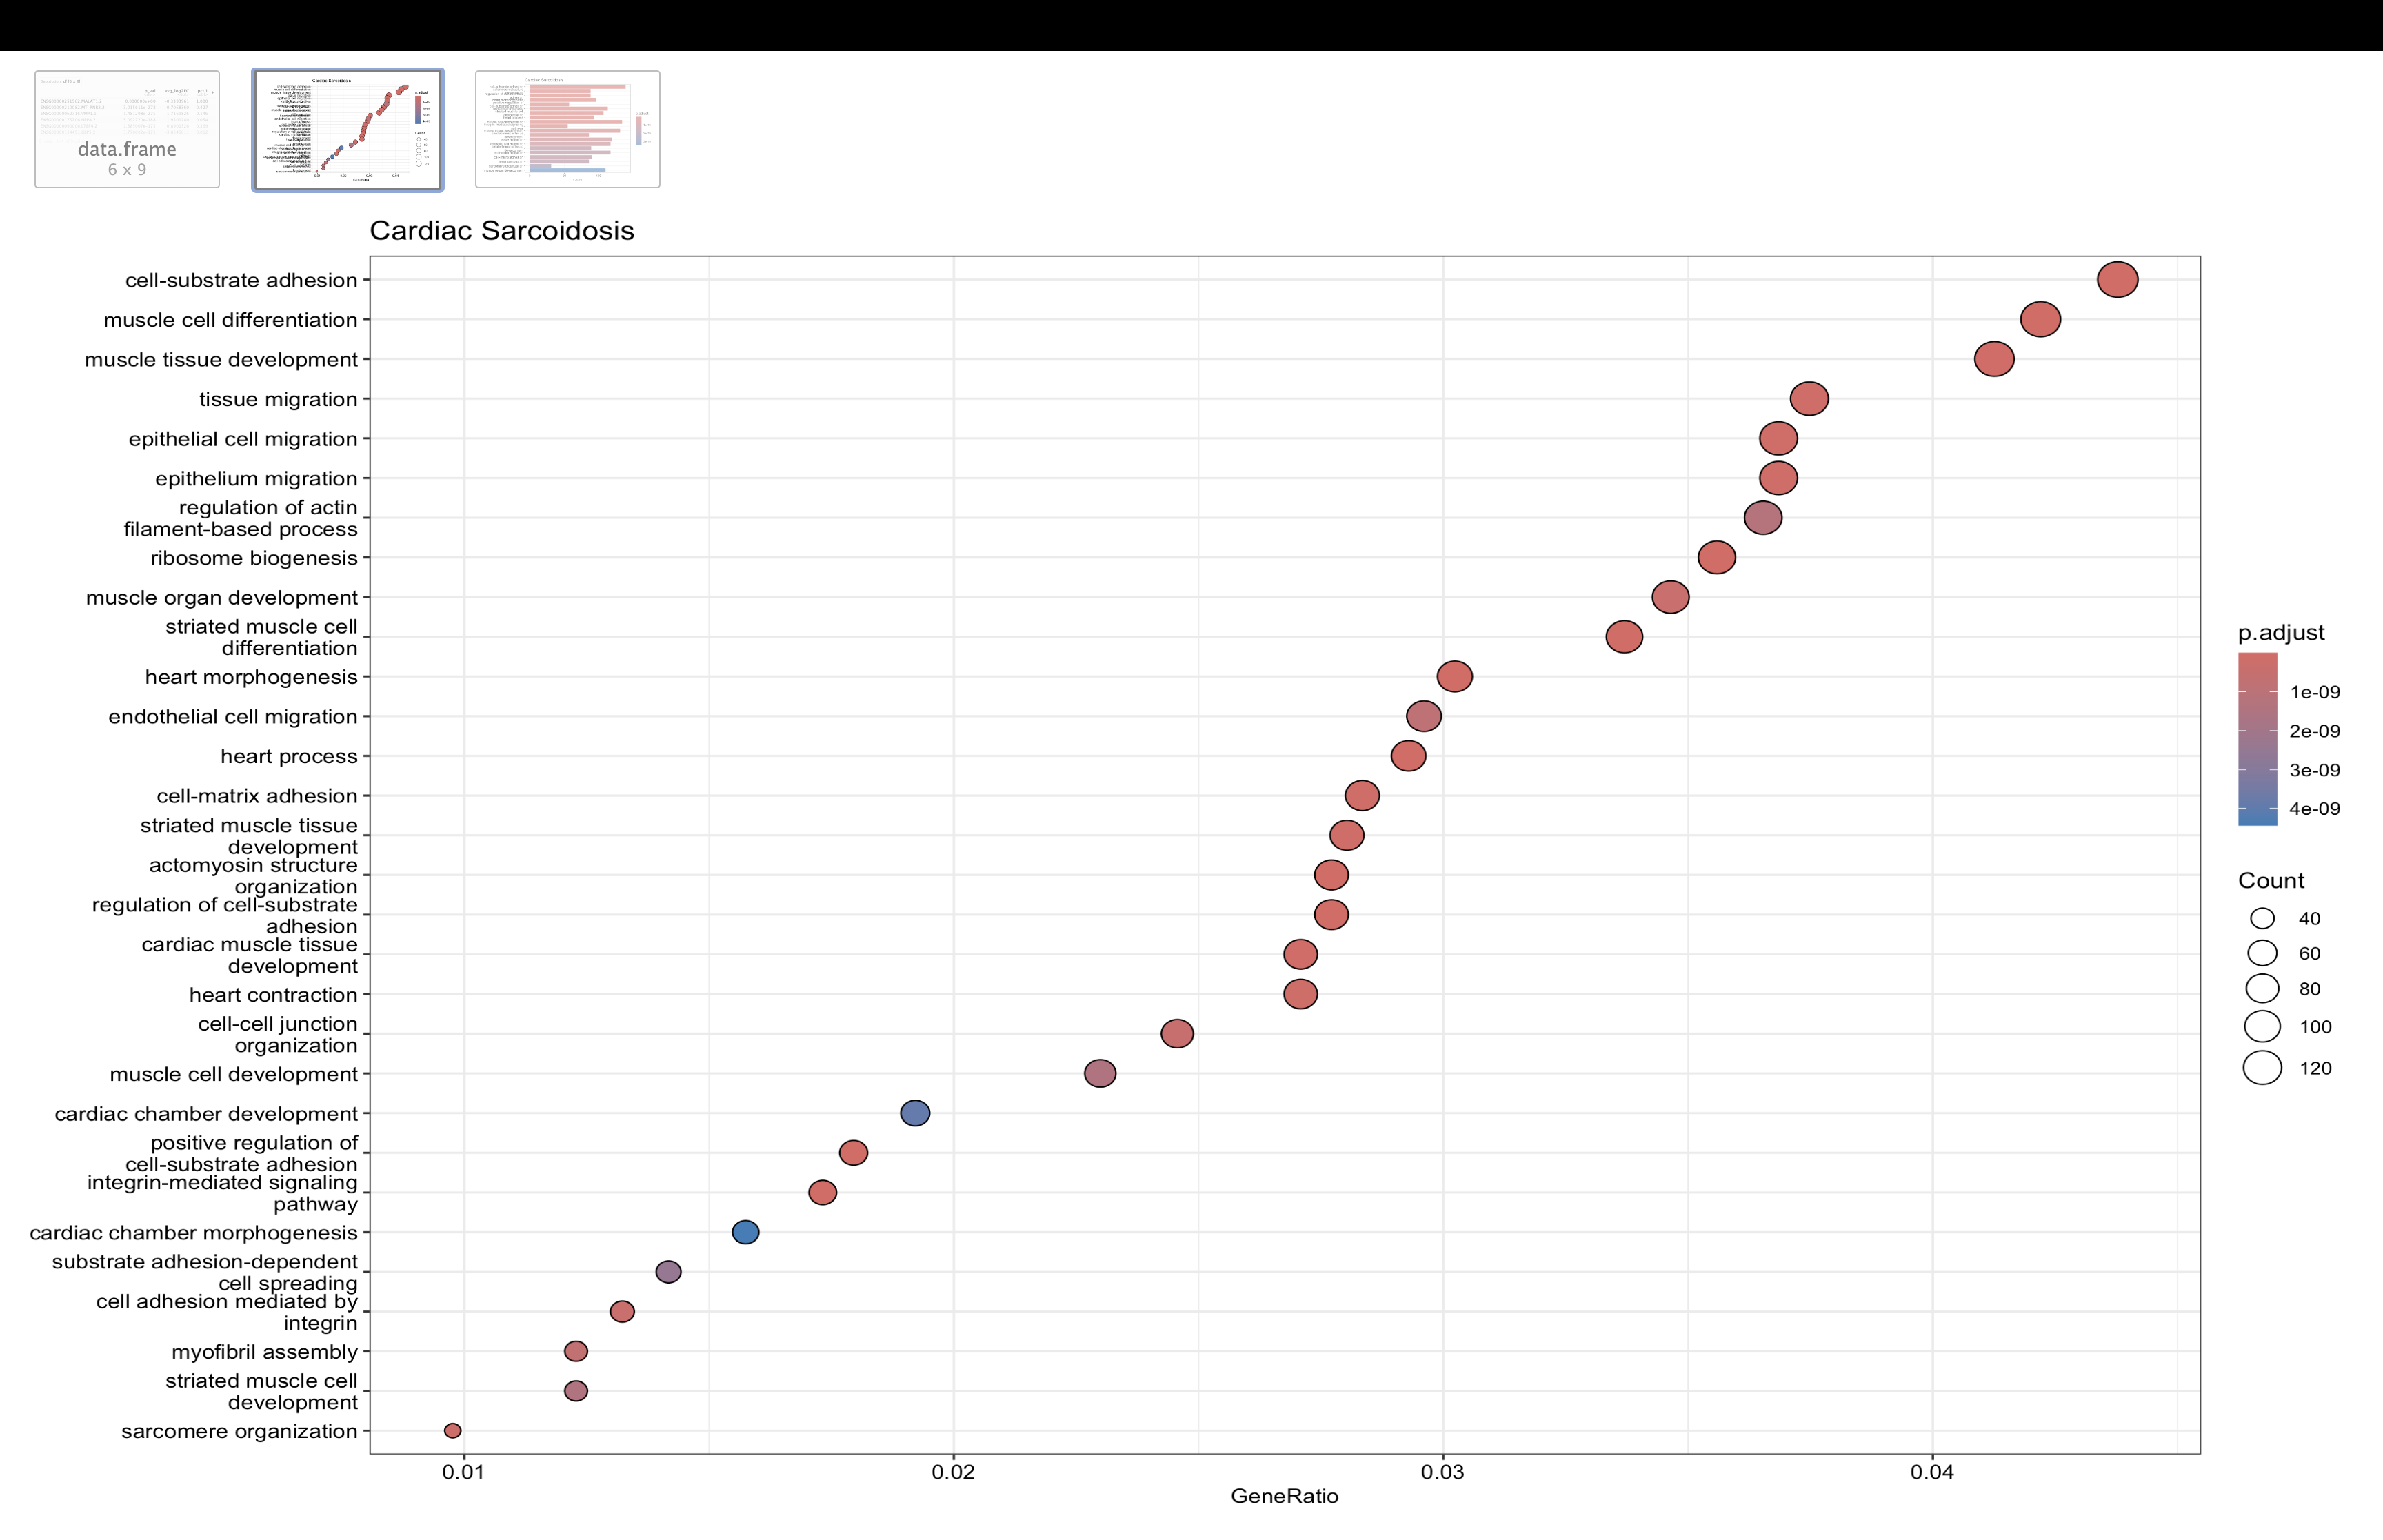 data.frame
6 x 9
Cardiac Sarcoidosis
cell-substrate adhesion
muscle cell differentiation
muscle tissue development
tissue migration
epithelial cell migration
epithelium migration
regulation of actin
filament-based process
ribosome biogenesis
muscle organ development
striated muscle cell
differentiation
heart morphogenesis
endothelial cell migration
heart process
cell-matrix adhesion
striated muscle tissue
development
actomyosin structure
organization
regulation of cell-substrate
adhesion
cardiac muscle tissue
development
heart contraction
cell-cell junction
organization
muscle cell development
cardiac chamber development
positive regulation of
cell-substrate adhesion
integrin-mediated signaling
pathway
cardiac chamber morphogenesis
substrate adhesion-dependent
cell spreading
cell adhesion mediated by
integrin
myofibril assembly
striated muscle cell
development
sarcomere organization
0.01 0.02 0.03 0.04
GeneRatio
p.adjust
1e-09
2e-09
3e-09
4e-09
Count
40
60
80
100
120